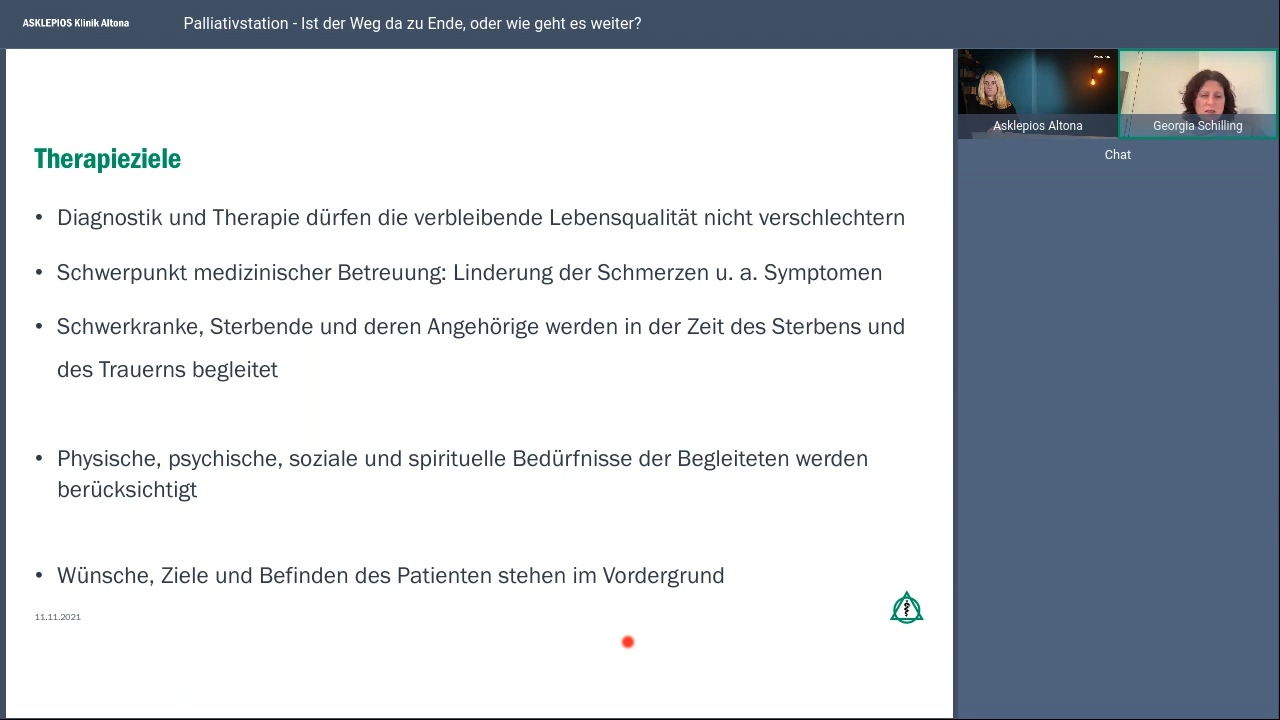 ASKLEPIOS Klinik Altona
Palliativstation - Ist der Weg da zu Ende, oder wie geht es weiter?
Therapieziele
• Diagnostik und Therapie dürfen die verbleibende Lebensqualität nicht verschlechtern
• Schwerpunkt medizinischer Betreuung: Linderung der Schmerzen u. a. Symptomen
• Schwerkranke, Sterbende und deren Angehörige werden in der Zeit des Sterbens und
des Trauerns begleitet
• Physische, psychische, soziale und spirituelle Bedürfnisse der Begleiteten werden
berücksichtigt
• Wünsche, Ziele und Befinden des Patienten stehen im Vordergrund
11.11.2021
Asklepios Altona
Georgia Schilling
Chat